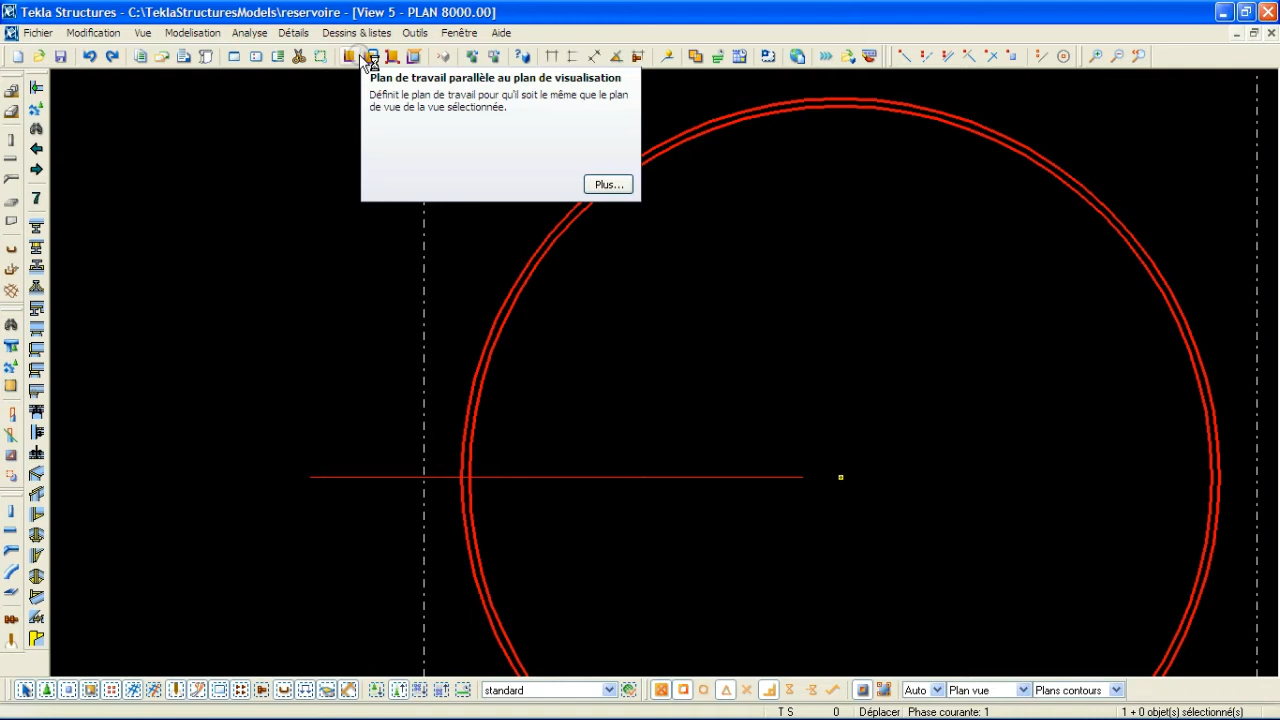 Tekla Structures - C:\TeklaStructuresModels\reservoire - [View 5 - PLAN 8000.00]
Fichier Modification Vue Modelisation Analyse Détails Dessins & listes Outils Fenêtre Aide
Plan de travail parallèle au plan de visualisation
Définit le plan de travail pour qu'il soit le même que le plan
de vue de la vue sélectionnée.
Plus...
7
standard
Auto
Plan vue
Plans contours
T S 0 Déplacer Phase courante: 1 1 + 0 objet(s) sélectionné(s)